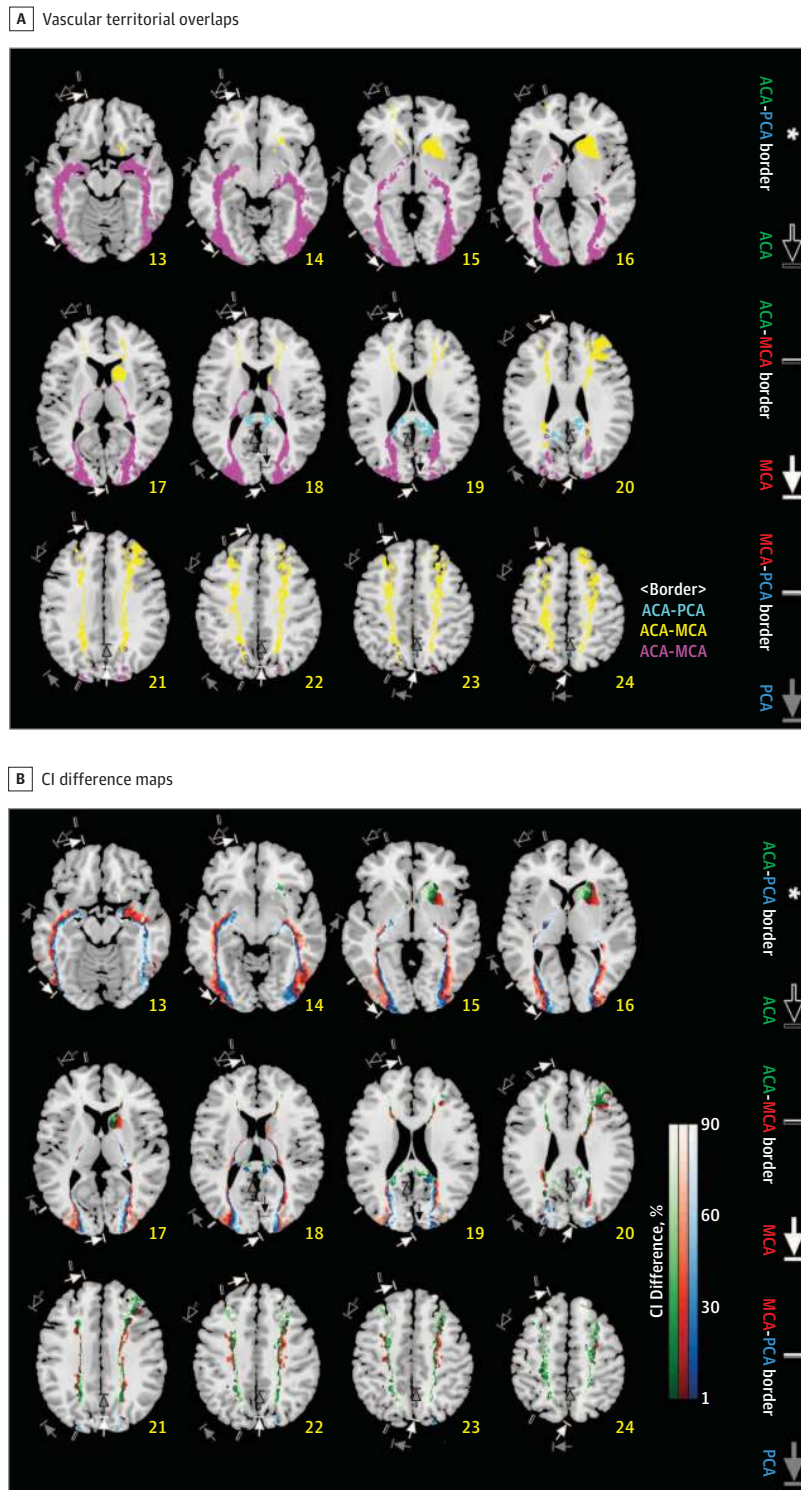 A Vascular territorial overlaps
13
14
15
16
17
18
19
20
21
22
23
24
<Border>
ACA-PCA
ACA-MCA
ACA-MCA
ACA-PCA border
*
ACA
ACA-MCA border
MCA
MCA-PCA border
PCA
B CI difference maps
13
14
15
16
17
18
19
20
21
22
23
24
CI Difference, %
90
60
30
1
ACA-PCA border
*
ACA
ACA-MCA border
MCA
MCA-PCA border
PCA